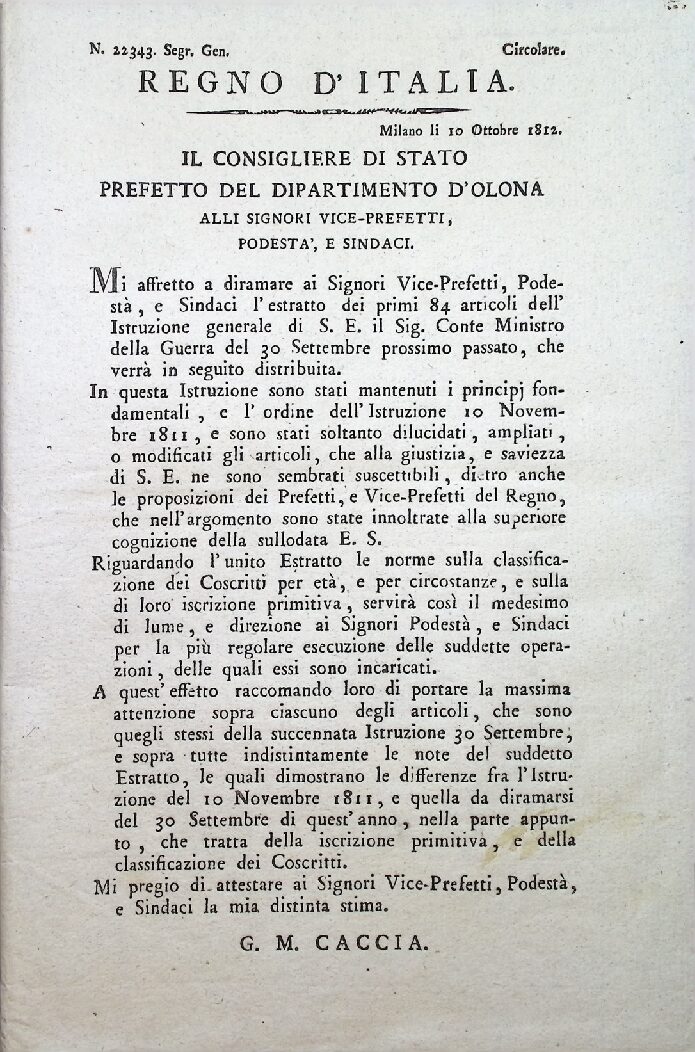 N. 22343. Segr. Gen. Circolare.
REGNO D'ITALIA.
Milano li 10 Ottobre 1812.
IL CONSIGLIERE DI STATO
PREFETTO DEL DIPARTIMENTO D'OLONA
ALLI SIGNORI VICE-PREFETTI,
PODESTA', E SINDACI.
Mi affretto a diramare ai Signori Vice-Prefetti, Pode-
stà, e Sindaci l'estratto dei primi 84 articoli dell'
Istruzione generale di S. E. il Sig. Conte Ministro
della Guerra del 30 Settembre prossimo passato, che
verrà in seguito distribuita.
In questa Istruzione sono stati mantenuti i principj fon-
damentali, e l'ordine dell'Istruzione 10 Novem-
bre 1811, e sono stati soltanto dilucidati, ampliati,
o modificati gli articoli, che alla giustizia, e saviezza
di S. E. ne sono sembrati suscettibili, dietro anche
le proposizioni dei Prefetti, e Vice-Prefetti del Regno,
che nell'argomento sono state innoltrate alla superiore
cognizione della sullodata E. S.
Riguardando l'unito Estratto le norme sulla classifica-
zione dei Coscritti per età, e per circostanze, e sulla
di loro iscrizione primitiva, servirà così il medesimo
di lume, e direzione ai Signori Podestà, e Sindaci
per la più regolare esecuzione delle suddette opera-
zioni, delle quali essi sono incaricati.
A quest'effetto raccomando loro di portare la massima
attenzione sopra ciascuno degli articoli, che sono
quegli stessi della succennata Istruzione 30 Settembre,
e sopra tutte indistintamente le note del suddetto
Estratto, le quali dimostrano le differenze fra l'Istru-
zione del 10 Novembre 1811, e quella da diramarsi
del 30 Settembre di quest'anno, nella parte appun-
to, che tratta della iscrizione primitiva, e della
classificazione dei Coscritti.
Mi pregio di attestare ai Signori Vice-Prefetti, Podestà,
e Sindaci la mia distinta stima.
G. M. CACCIA.